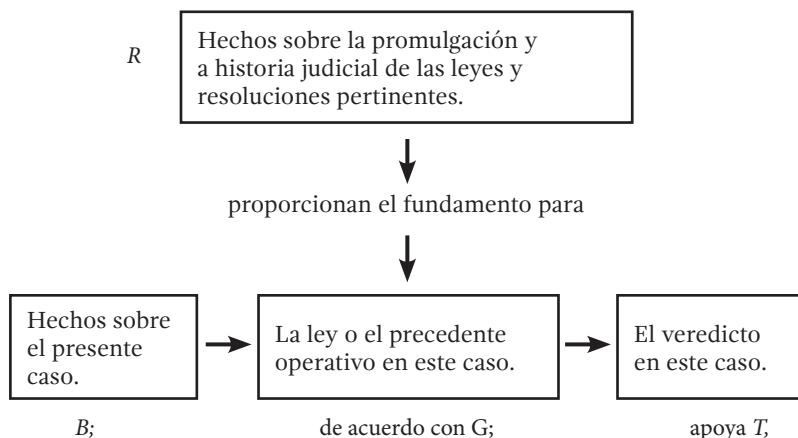 R
Hechos sobre la promulgación y
a historia judicial de las leyes y
resoluciones pertinentes.
proporcionan el fundamento para
Hechos sobre
el presente
caso.
La ley o el precedente
operativo en este caso.
El veredicto
en este caso.
B;
de acuerdo con G;
apoya T,